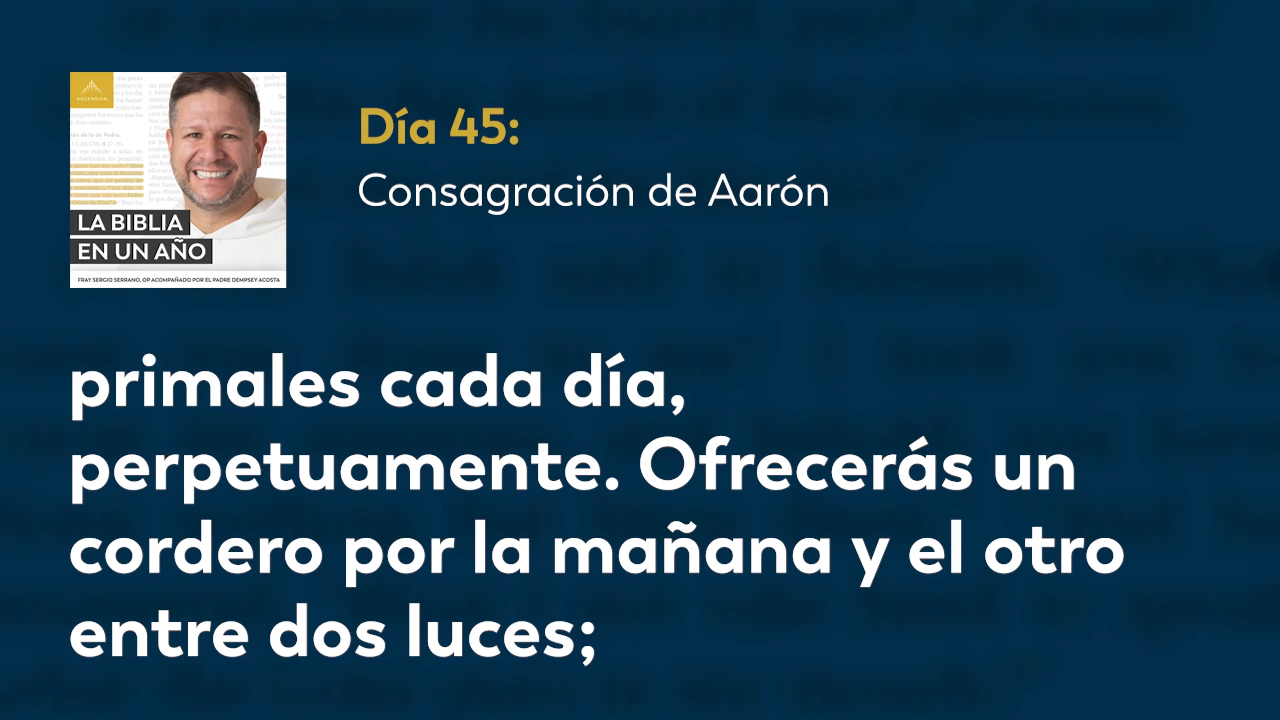 ASCENSION
Día 45:
Consagración de Aarón
LA BIBLIA
EN UN AÑO
FRAY SERGIO SERRANO, OP ACOMPAÑADO POR EL PADRE DEMPSEY ACOSTA
primales cada día,
perpetuamente. Ofrecerás un
cordero por la mañana y el otro
entre dos luces;